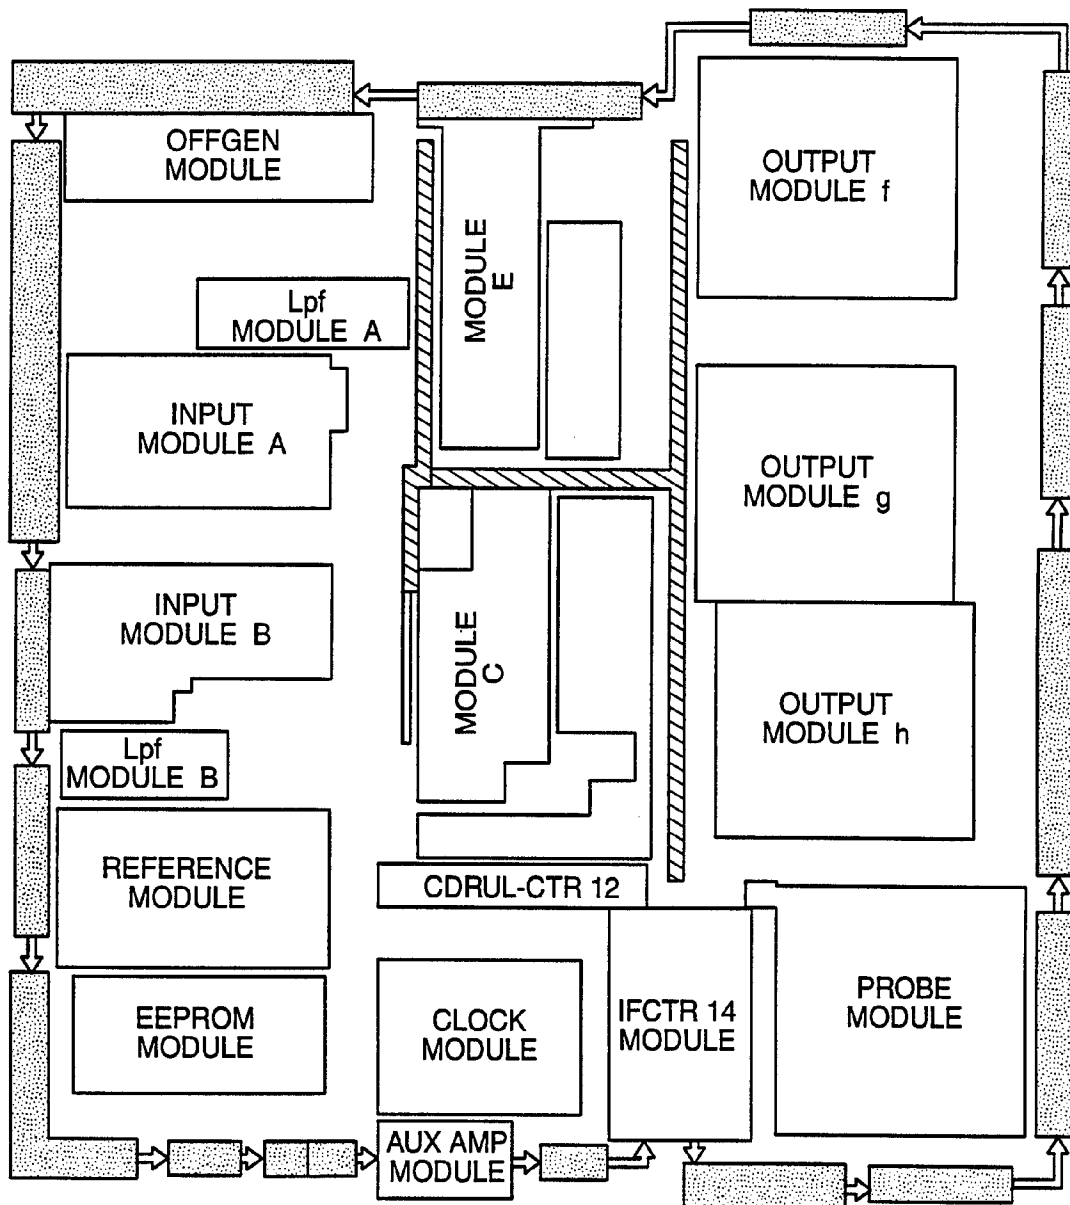 OFFGEN
MODULE
OUTPUT
MODULE f
MODULE
E
Lpf
MODULE A
INPUT
MODULE A
OUTPUT
MODULE g
INPUT
MODULE B
MODULE
C
OUTPUT
MODULE h
Lpf
MODULE B
REFERENCE
MODULE
CDRUL-CTR 12
EEPROM
MODULE
CLOCK
MODULE
IFCTR 14
MODULE
PROBE
MODULE
AUX AMP
MODULE